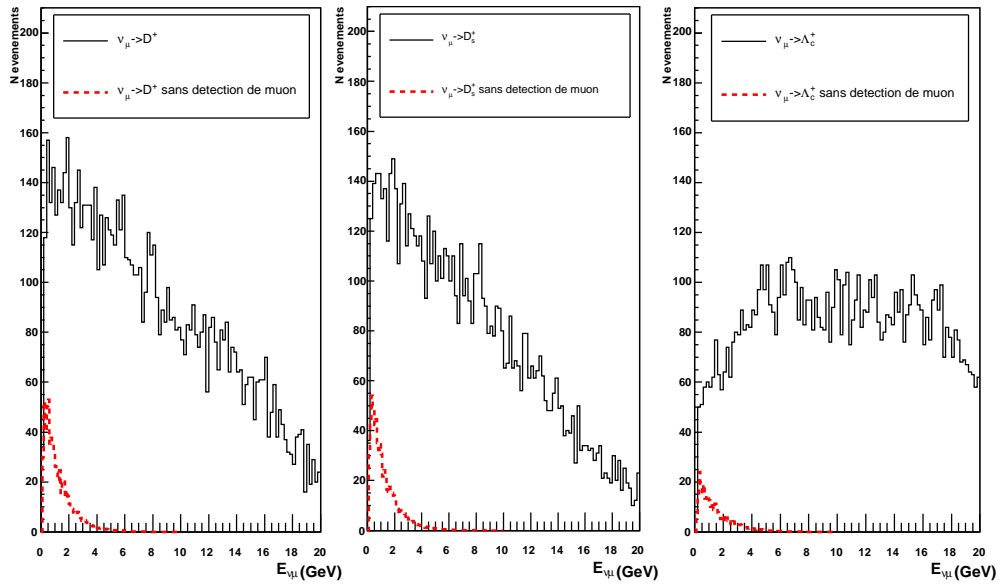 N evenements
200
180
160
140
120
100
80
60
40
20
0
ν_μ->D⁺
ν_μ->D⁺ sans detection de muon
0 2 4 6 8 10 12 14 16 18 20
E_νμ (GeV)
N evenements
200
180
160
140
120
100
80
60
40
20
0
ν_μ->D_s⁺
ν_μ->D_s⁺ sans detection de muon
0 2 4 6 8 10 12 14 16 18 20
E_νμ (GeV)
N evenements
200
180
160
140
120
100
80
60
40
20
0
ν_μ->Λ_c⁺
ν_μ->Λ_c⁺ sans detection de muon
0 2 4 6 8 10 12 14 16 18 20
E_νμ (GeV)